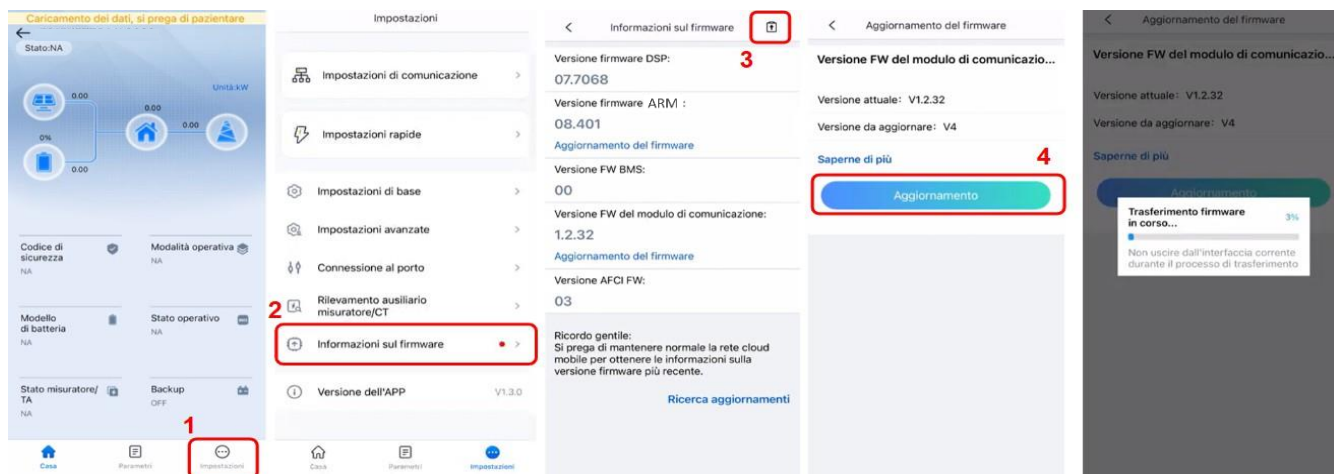 Caricamento dei dati, si prega di pazientare
Stato:NA
Unità:kW
0.00
0.00
0.00
0%
0.00
Codice di
sicurezza
NA
Modalità operativa
NA
Modello
di batteria
NA
Stato operativo
NA
Stato misuratore/
TA
NA
Backup
OFF
1
Casa
Parametri
Impostazioni
Impostazioni
Impostazioni di comunicazione
Impostazioni rapide
Impostazioni di base
Impostazioni avanzate
Connessione al porto
Rilevamento ausiliario
misuratore/CT
2
Informazioni sul firmware
Versione dell'APP V1.3.0
Casa
Parametri
Impostazioni
Informazioni sul firmware
3
Versione firmware DSP:
07.7068
Versione firmware ARM :
08.401
Aggiornamento del firmware
Versione FW BMS:
00
Versione FW del modulo di comunicazione:
1.2.32
Aggiornamento del firmware
Versione AFCI FW:
03
Ricordo gentile:
Si prega di mantenere normale la rete cloud
mobile per ottenere le informazioni sulla
versione firmware più recente.
Ricerca aggiornamenti
Aggiornamento del firmware
Versione FW del modulo di comunicazio...
Versione attuale: V1.2.32
Versione da aggiornare: V4
Saperne di più
4
Aggiornamento
Aggiornamento del firmware
Versione FW del modulo di comunicazio...
Versione attuale: V1.2.32
Versione da aggiornare: V4
Saperne di più
Aggiornamento
Trasferimento firmware
in corso...
3%
Non uscire dall'interfaccia corrente
durante il processo di trasferimento